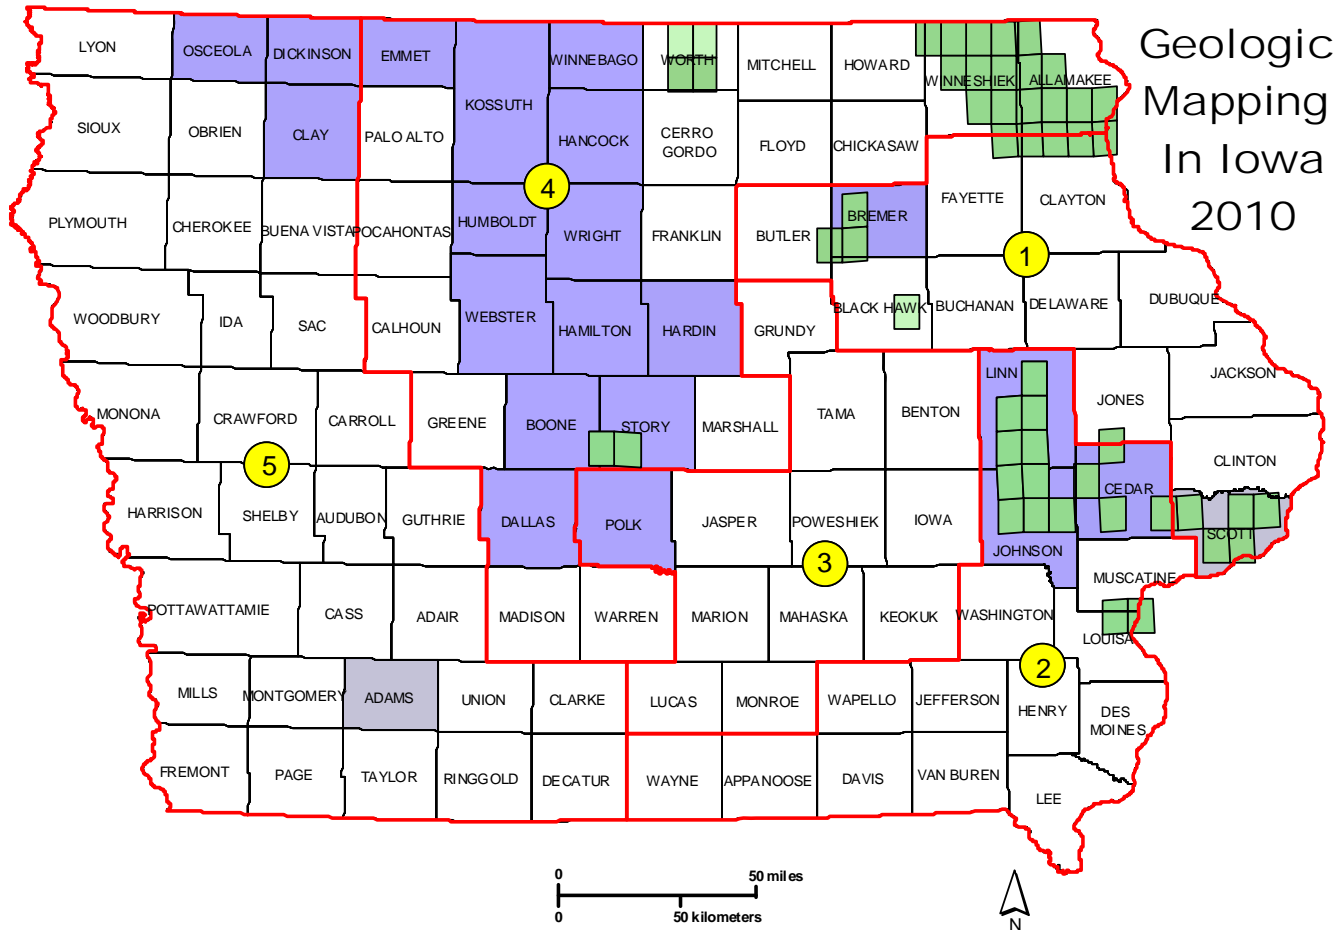 Geologic
Mapping
In Iowa
2010
LYON
OSCEOLA
DICKINSON
EMMET
KOSSUTH
WINNEBAGO
WORTH
MITCHELL
HOWARD
WINNESHIEK
ALLAMAKEE
SIOUX
OBRIEN
CLAY
PALO ALTO
HANCOCK
CERRO
GORDO
FLOYD
CHICKASAW
4
PLYMOUTH
CHEROKEE
BUENA VISTA
POCAHONTAS
HUMBOLDT
WRIGHT
FRANKLIN
BUTLER
BREMER
FAYETTE
CLAYTON
1
WOODBURY
IDA
SAC
CALHOUN
WEBSTER
HAMILTON
HARDIN
GRUNDY
BLACK HAWK
BUCHANAN
DELAWARE
DUBUQUE
MONONA
CRAWFORD
CARROLL
GREENE
BOONE
STORY
MARSHALL
TAMA
BENTON
LINN
JONES
JACKSON
5
HARRISON
SHELBY
AUDUBON
GUTHRIE
DALLAS
POLK
JASPER
POWESHIEK
IOWA
JOHNSON
CEDAR
CLINTON
SCOTT
3
MUSCATINE
POTTAWATTAMIE
CASS
ADAIR
MADISON
WARREN
MARION
MAHASKA
KEOKUK
WASHINGTON
LOUISA
2
MILLS
MONTGOMERY
ADAMS
UNION
CLARKE
LUCAS
MONROE
WAPELLO
JEFFERSON
HENRY
DES
MOINES
FREMONT
PAGE
TAYLOR
RINGGOLD
DECATUR
WAYNE
APPANOOSE
DAVIS
VAN BUREN
LEE
0 50 miles
0 50 kilometers
N